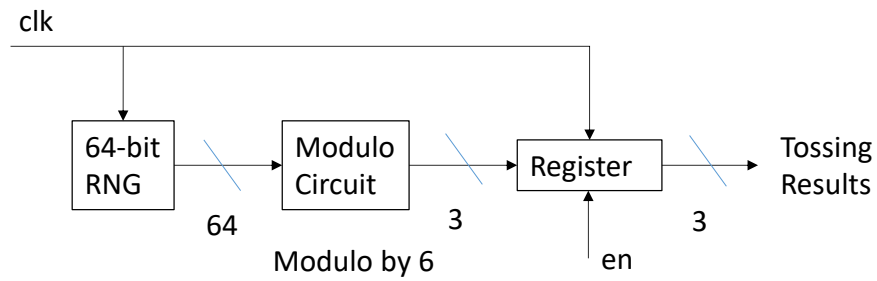 clk
64-bit
RNG
Modulo
Circuit
Register
Tossing
Results
64
3
3
Modulo by 6
en